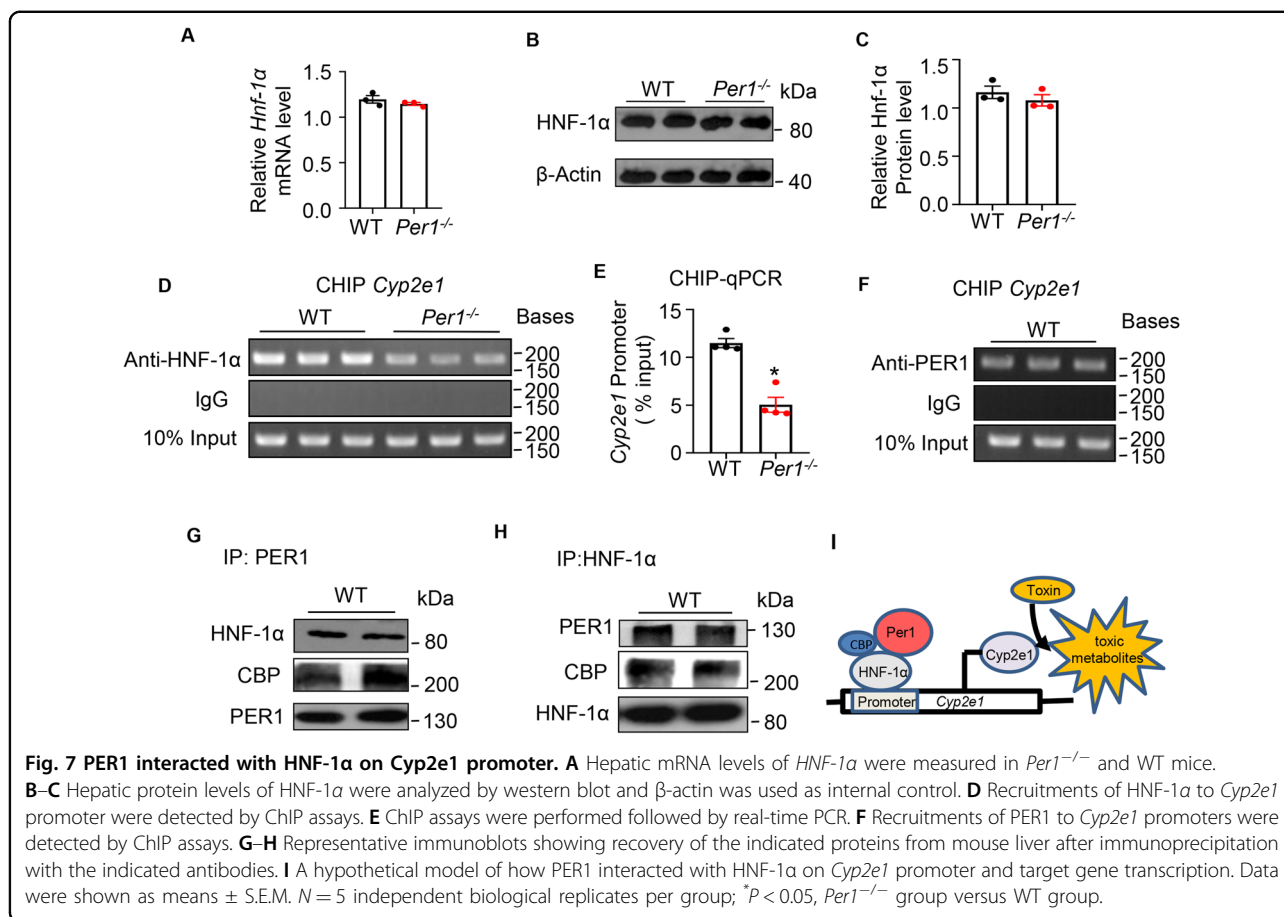 A
Relative Hnf-1α
mRNA level
1.5
1.0
0.5
0.0
WT Per1-/-
B
WT Per1-/- kDa
HNF-1α
- 80
β-Actin
- 40
C
Relative Hnf-1α
Protein level
1.5
1.0
0.5
0.0
WT Per1-/-
D
CHIP Cyp2e1
WT Per1-/- Bases
Anti-HNF-1α
-200
-150
IgG
-200
-150
10% Input
-200
-150
E
CHIP-qPCR
Cyp2e1 Promoter
( % input)
15
10
5
0
*
WT Per1-/-
F
CHIP Cyp2e1
WT Bases
Anti-PER1
-200
-150
IgG
-200
-150
10% Input
-200
-150
G
IP: PER1
WT kDa
HNF-1α
- 80
CBP
- 200
PER1
- 130
H
IP:HNF-1α
WT kDa
PER1
- 130
CBP
- 200
HNF-1α
- 80
I
Toxin
Per1
CBP
HNF-1α
Cyp2e1
toxic
metabolites
Promoter Cyp2e1
Fig. 7 PER1 interacted with HNF-1α on Cyp2e1 promoter. A Hepatic mRNA levels of HNF-1α were measured in Per1−/− and WT mice.
B–C Hepatic protein levels of HNF-1α were analyzed by western blot and β-actin was used as internal control. D Recruitments of HNF-1α to Cyp2e1
promoter were detected by ChIP assays. E ChIP assays were performed followed by real-time PCR. F Recruitments of PER1 to Cyp2e1 promoters were
detected by ChIP assays. G–H Representative immunoblots showing recovery of the indicated proteins from mouse liver after immunoprecipitation
with the indicated antibodies. I A hypothetical model of how PER1 interacted with HNF-1α on Cyp2e1 promoter and target gene transcription. Data
were shown as means ± S.E.M. N = 5 independent biological replicates per group; *P < 0.05, Per1−/− group versus WT group.